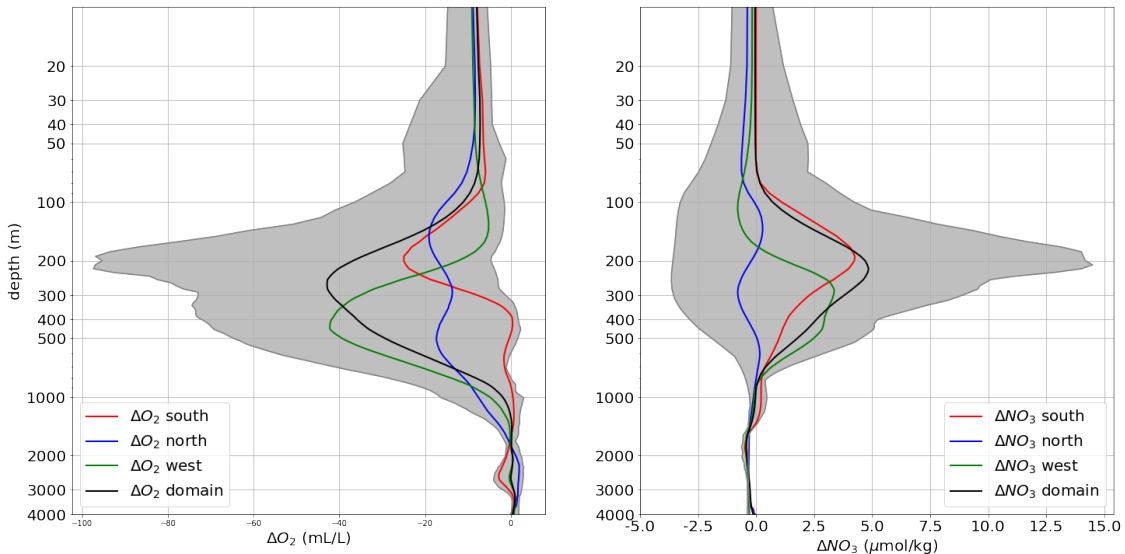 20
30
40
50
100
200
300
400
500
1000
2000
3000
4000
depth (m)
−100 −80 −60 −40 −20 0
ΔO₂ (mL/L)
ΔO₂ south
ΔO₂ north
ΔO₂ west
ΔO₂ domain
20
30
40
50
100
200
300
400
500
1000
2000
3000
4000
-5.0 -2.5 0.0 2.5 5.0 7.5 10.0 12.5 15.0
ΔNO₃ (μmol/kg)
ΔNO₃ south
ΔNO₃ north
ΔNO₃ west
ΔNO₃ domain